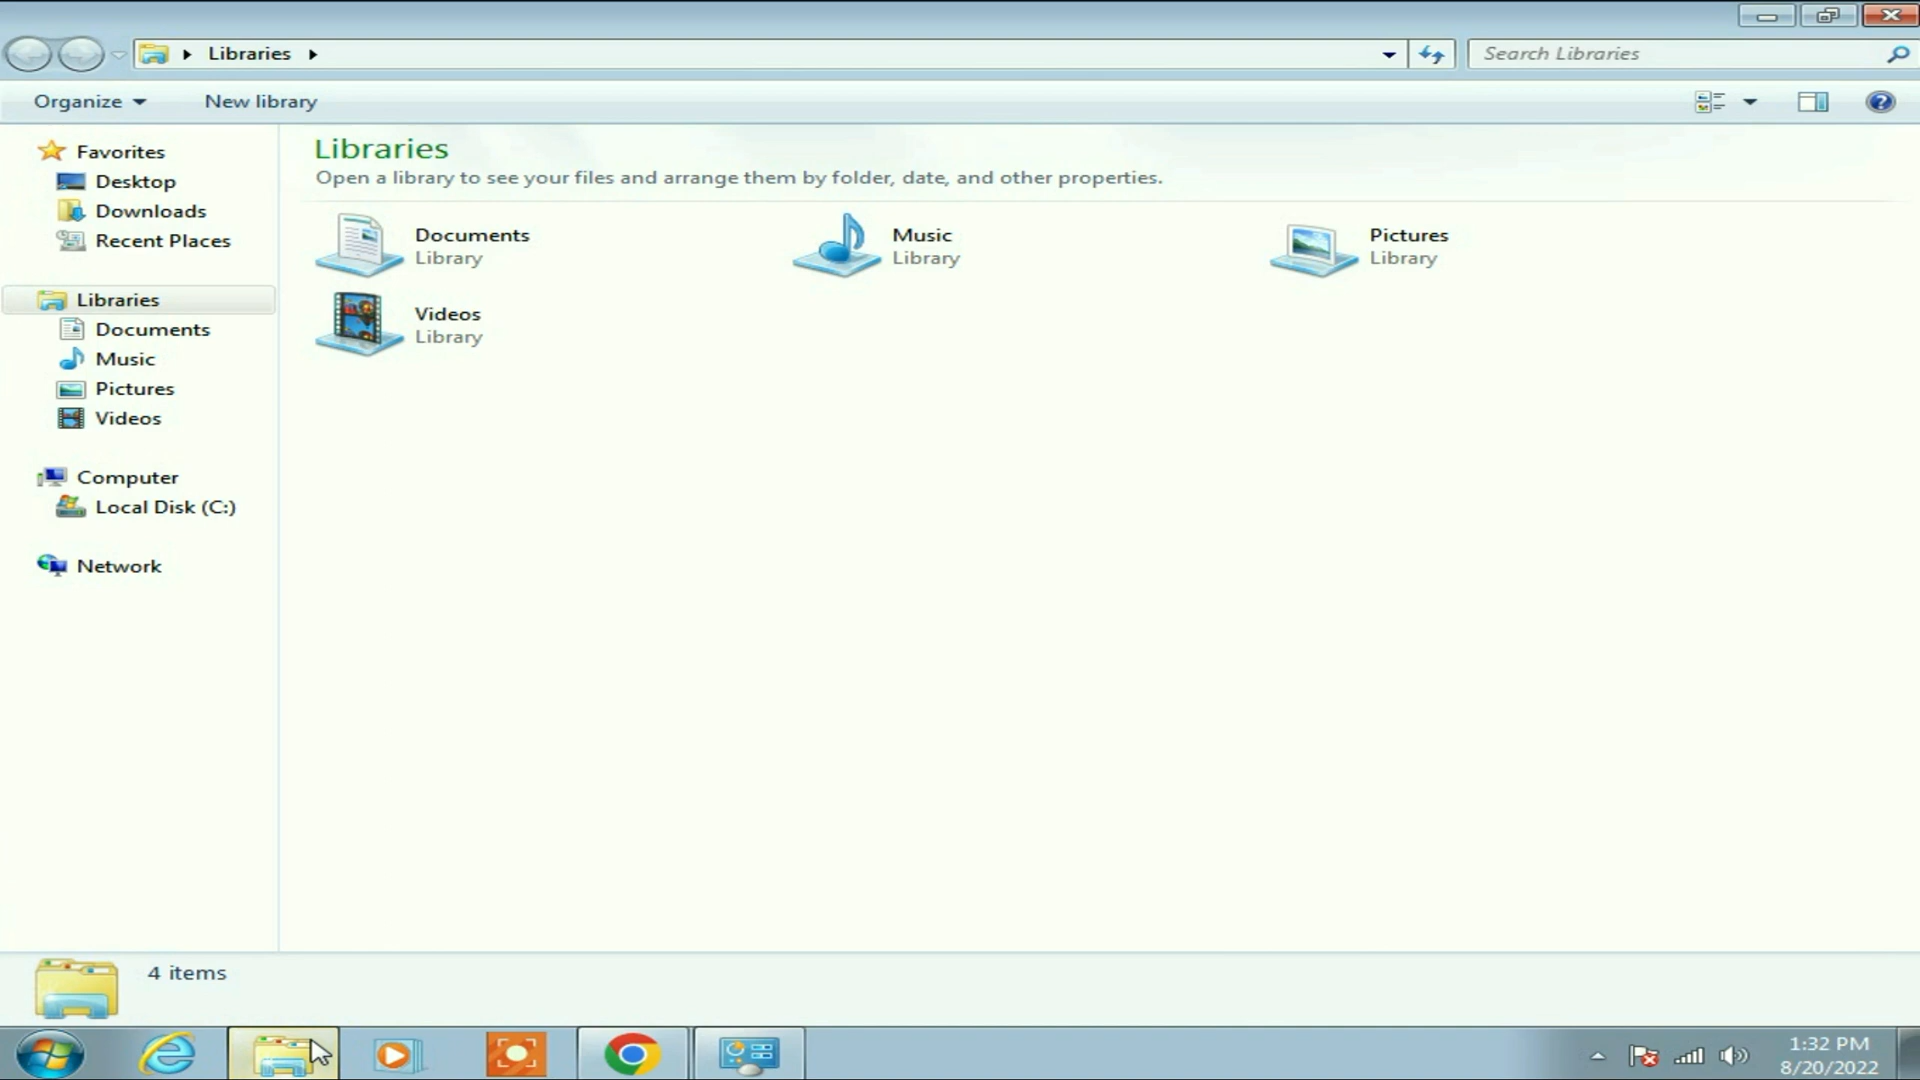 Libraries
Search Libraries
Organize
New library
Favorites
Desktop
Downloads
Recent Places
Libraries
Documents
Music
Pictures
Videos
Computer
Local Disk (C:)
Network
Libraries
Open a library to see your files and arrange them by folder, date, and other properties.
Documents
Library
Music
Library
Pictures
Library
Videos
Library
4 items
1:32 PM
8/20/2022